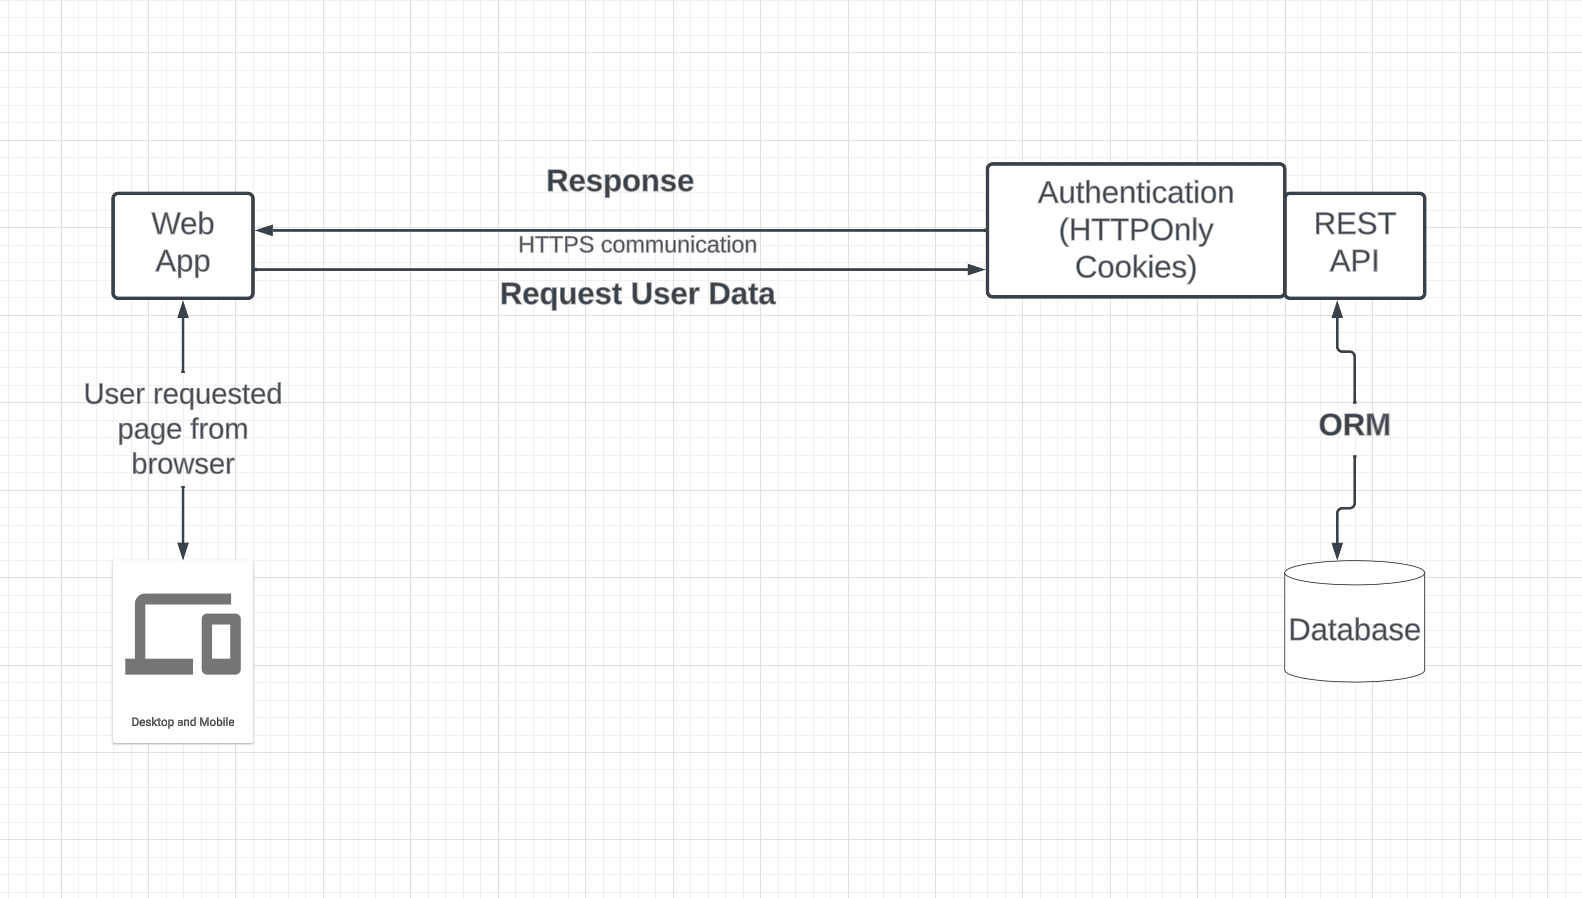 Response
Web
App
HTTPS communication
Request User Data
Authentication
(HTTPOnly
Cookies)
REST
API
User requested
page from
browser
ORM
Desktop and Mobile
Database